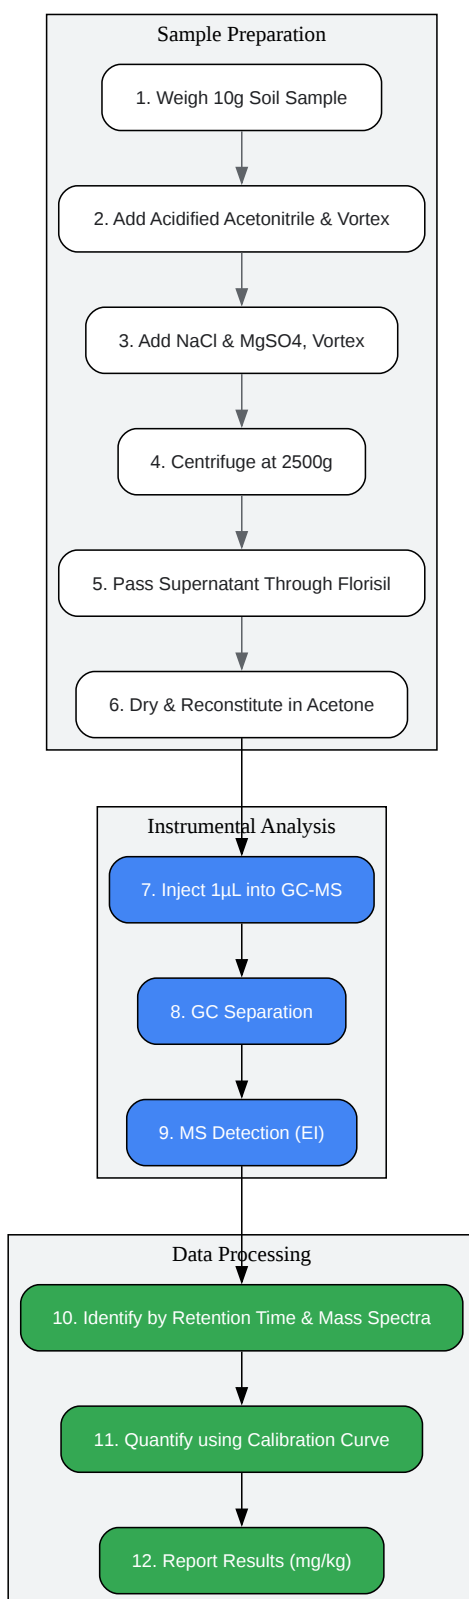 Sample Preparation
1. Weigh 10g Soil Sample
2. Add Acidified Acetonitrile & Vortex
3. Add NaCl & MgSO4, Vortex
4. Centrifuge at 2500g
5. Pass Supernatant Through Florisil
6. Dry & Reconstitute in Acetone
Instrumental Analysis
7. Inject 1µL into GC-MS
8. GC Separation
9. MS Detection (EI)
Data Processing
10. Identify by Retention Time & Mass Spectra
11. Quantify using Calibration Curve
12. Report Results (mg/kg)